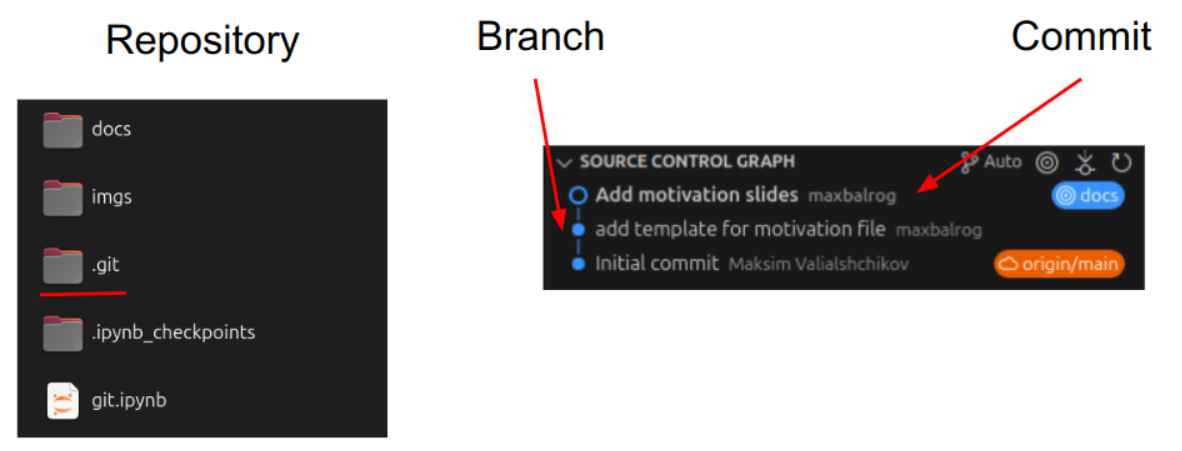 Repository
Branch
Commit
docs
imgs
.git
.ipynb_checkpoints
git.ipynb
SOURCE CONTROL GRAPH Auto
Add motivation slides maxbalrog docs
add template for motivation file maxbalrog
Initial commit Maksim Valialshchikov origin/main